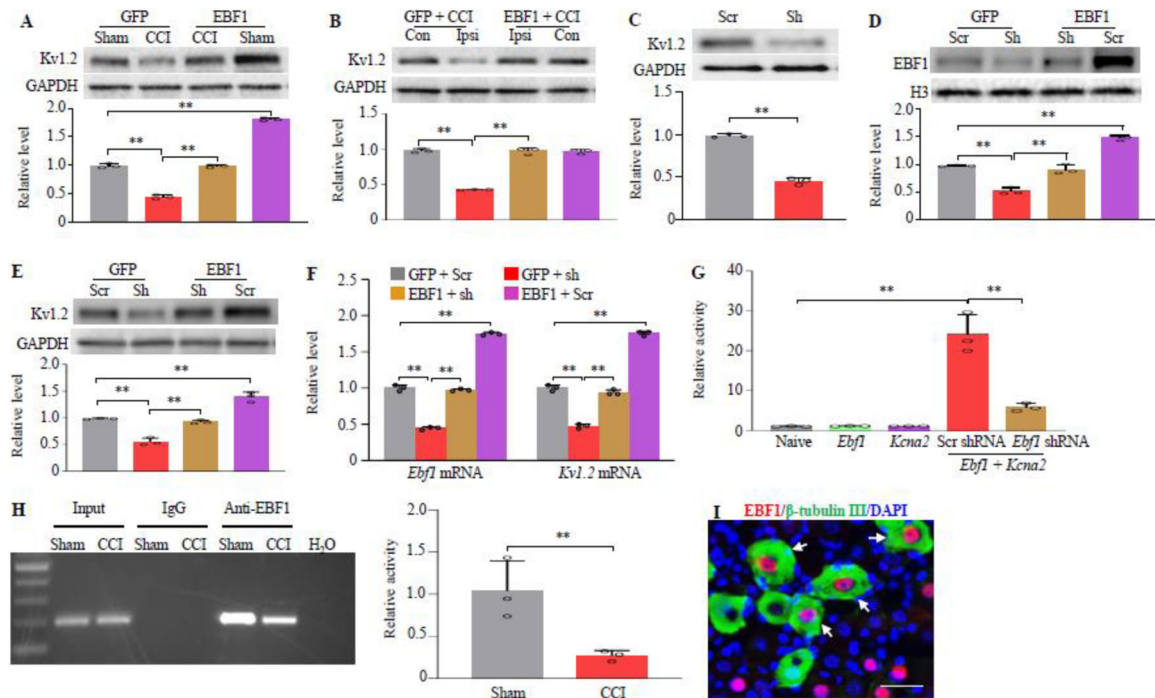 A
GFP EBF1
Sham CCI CCI Sham
Kv1.2
GAPDH
Relative level
2.0
1.5
1.0
0.5
0
** ** **
B
GFP + CCI EBF1 + CCI
Con Ipsi Ipsi Con
Kv1.2
GAPDH
Relative level
2.0
1.5
1.0
0.5
0
** **
C
Scr Sh
Kv1.2
GAPDH
Relative level
1.5
1.0
0.5
0
**
D
GFP EBF1
Scr Sh Sh Scr
EBF1
H3
Relative level
2.0
1.5
1.0
0.5
0
** ** **
E
GFP EBF1
Scr Sh Sh Scr
Kv1.2
GAPDH
Relative level
2.0
1.5
1.0
0.5
0
** ** **
F
GFP + Scr GFP + sh
EBF1 + sh EBF1 + Scr
Relative level
2.5
2.0
1.5
1.0
0.5
0
** ** ** ** ** **
Ebf1 mRNA Kv1.2 mRNA
G
Relative activity
40
30
20
10
0
** **
Naive Ebf1 Kcna2 Scr shRNA Ebf1 shRNA
Ebf1 + Kcna2
H
Input IgG Anti-EBF1
Sham CCI Sham CCI Sham CCI H₂O
Relative activity
2.0
1.5
1.0
0.5
0
**
Sham CCI
I
EBF1/β-tubulin III/DAPI